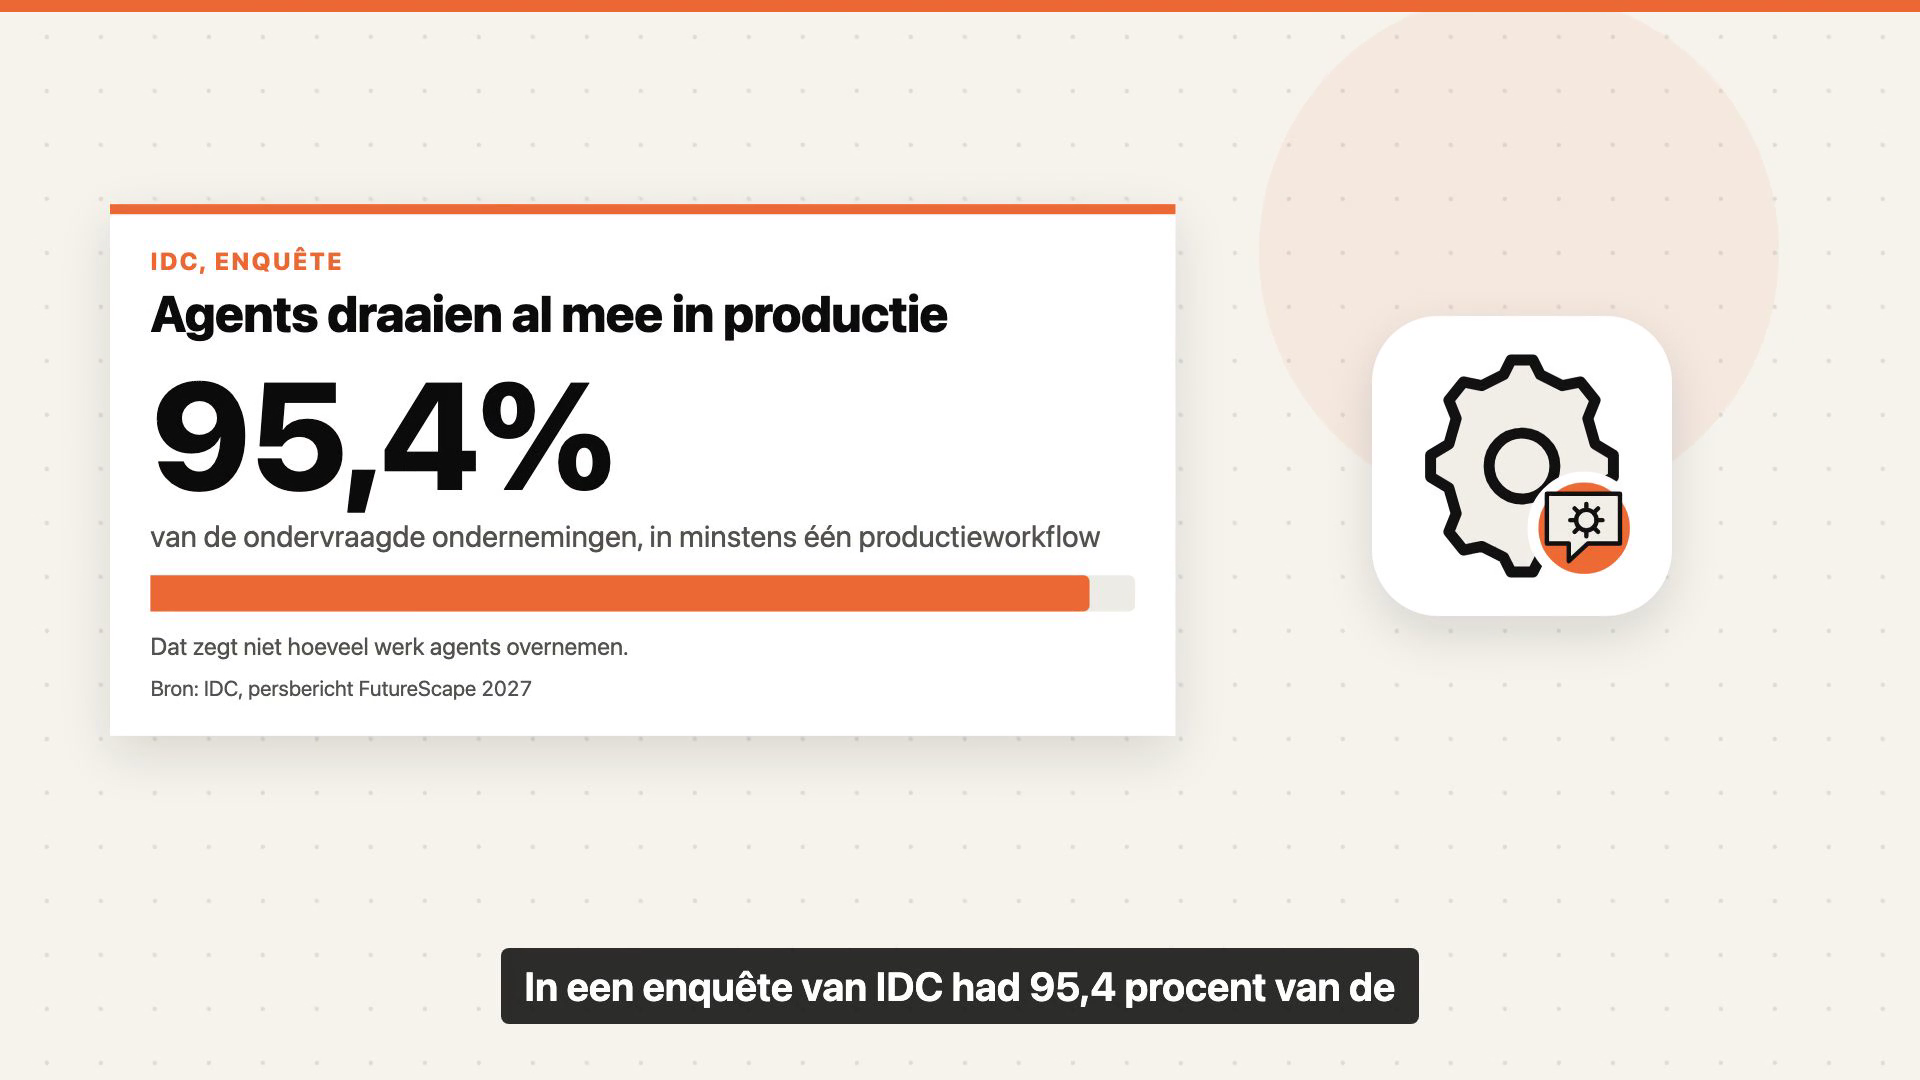 IDC, ENQUÊTE
Agents draaien al mee in productie
95,4%
van de ondervraagde ondernemingen, in minstens één productieworkflow
Dat zegt niet hoeveel werk agents overnemen.
Bron: IDC, persbericht FutureScape 2027
In een enquête van IDC had 95,4 procent van de